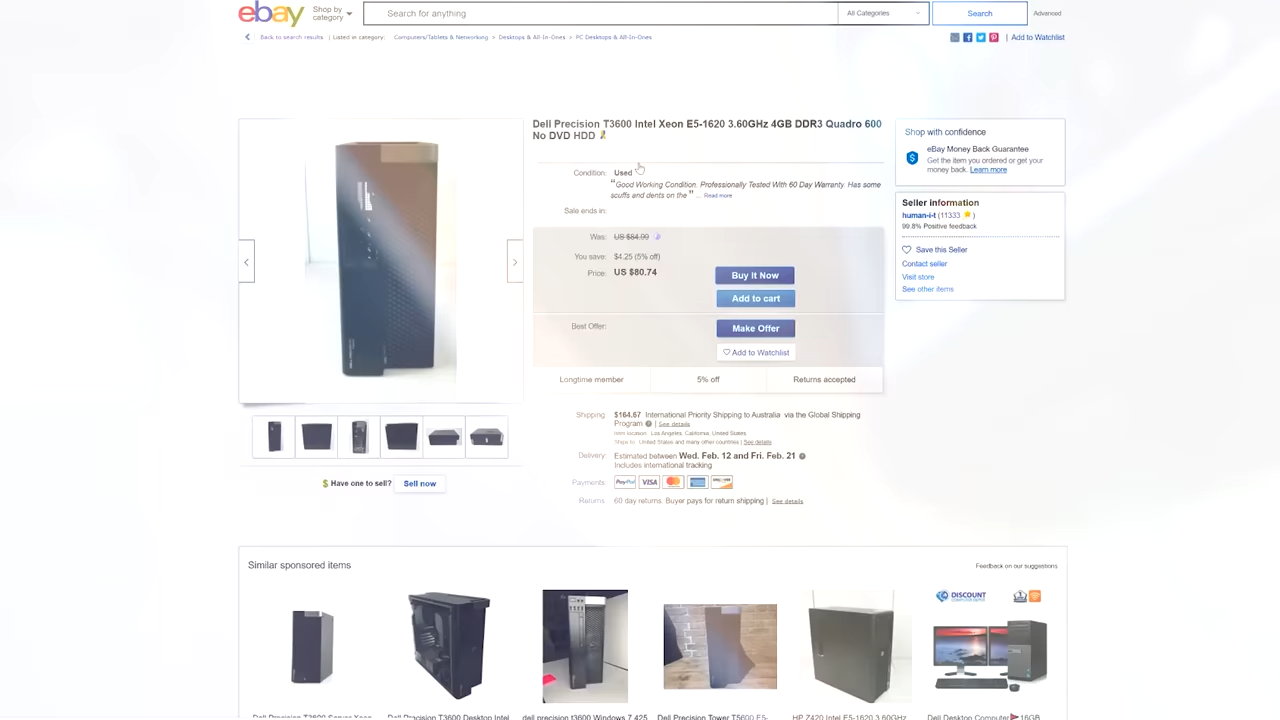 ebay
Shop by
category
Search for anything
All Categories
Search
Advanced
Back to search results | Listed in category: Computers/Tablets & Networking > Desktops & All-In-Ones > PC Desktops & All-In-Ones
| Add to Watchlist
Dell Precision T3600 Intel Xeon E5-1620 3.60GHz 4GB DDR3 Quadro 600
No DVD HDD
Condition: Used
"Good Working Condition. Professionally Tested With 60 Day Warranty. Has some
scuffs and dents on the " ... Read more
Sale ends in:
Was: US $84.99
You save: $4.25 (5% off)
Price: US $80.74
Buy It Now
Add to cart
Best Offer:
Make Offer
Add to Watchlist
Longtime member
5% off
Returns accepted
Shipping: $164.67 International Priority Shipping to Australia via the Global Shipping
Program | See details
Item location: Los Angeles, California, United States
Ships to: United States and many other countries | See details
Delivery: Estimated between Wed. Feb. 12 and Fri. Feb. 21
Includes international tracking
Payments: PayPal VISA
Returns: 60 day returns. Buyer pays for return shipping | See details
Shop with confidence
eBay Money Back Guarantee
Get the item you ordered or get your
money back. Learn more
Seller information
human-i-t (11333 )
99.8% Positive feedback
Save this Seller
Contact seller
Visit store
See other items
$ Have one to sell? Sell now
Similar sponsored items
Feedback on our suggestions
DISCOUNT
Dell Precision T3600 Server Xeon
Dell Precision T3600 Desktop Intel
dell precision t3600 Windows 7 425
Dell Precision Tower T5600 E5-
HP Z420 Intel E5-1620 3.60GHz
Dell Desktop Computer 16GB